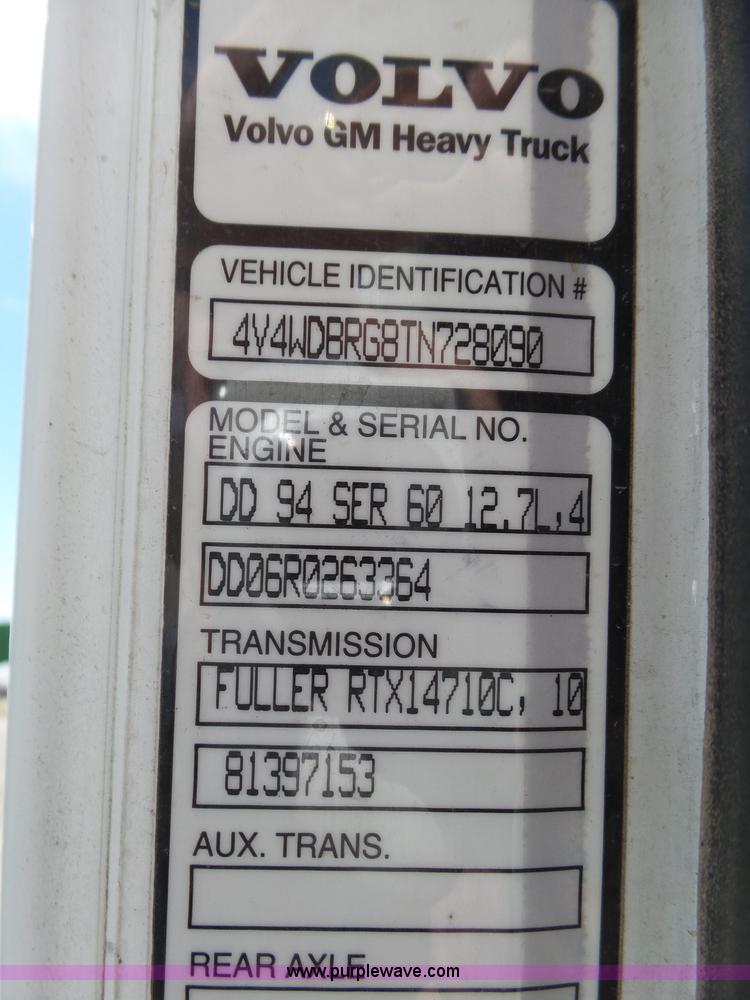 VOLVO
Volvo GM Heavy Truck
VEHICLE IDENTIFICATION #
4V4WDBRG8TN728090
MODEL & SERIAL NO.
ENGINE
DD 94 SER 60 12.7L,4
DD06R0263364
TRANSMISSION
FULLER RTX14710C, 10
81397153
AUX. TRANS.
REAR AXLE
www.purplewave.com